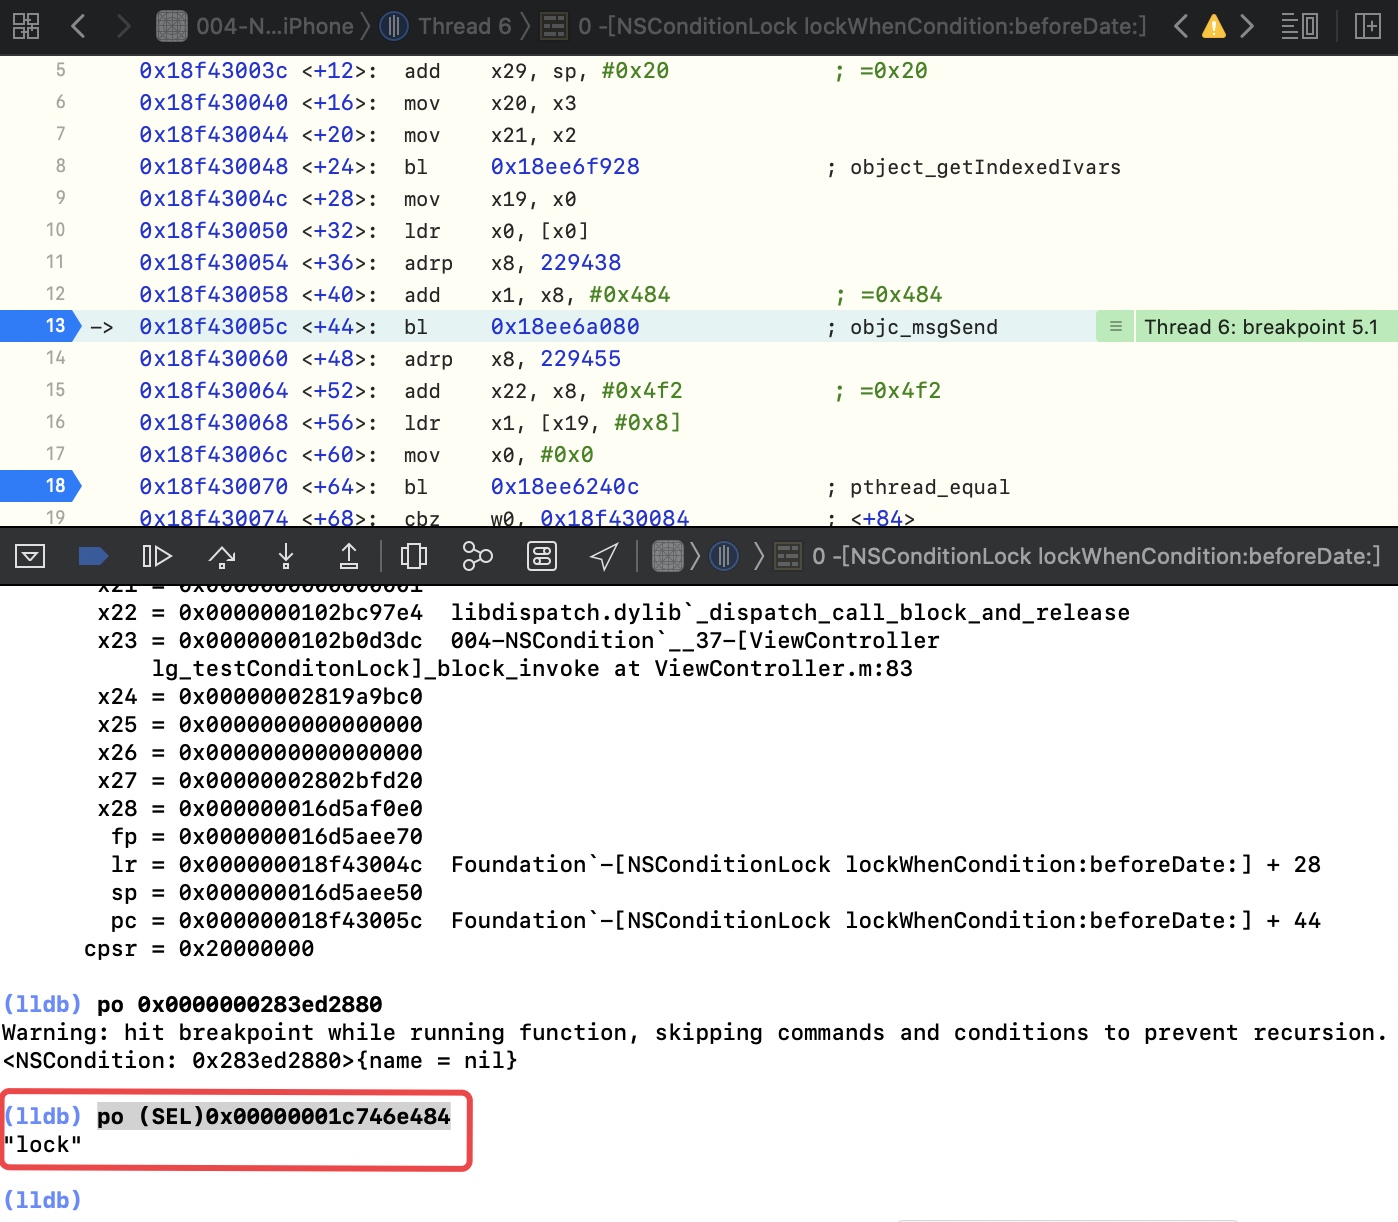 004-N...iPhone 〉 Thread 6 〉 0 -[NSConditionLock lockWhenCondition:beforeDate:]
5 0x18f43003c <+12>: add x29, sp, #0x20 ; =0x20
6 0x18f430040 <+16>: mov x20, x3
7 0x18f430044 <+20>: mov x21, x2
8 0x18f430048 <+24>: bl 0x18ee6f928 ; object_getIndexedIvars
9 0x18f43004c <+28>: mov x19, x0
10 0x18f430050 <+32>: ldr x0, [x0]
11 0x18f430054 <+36>: adrp x8, 229438
12 0x18f430058 <+40>: add x1, x8, #0x484 ; =0x484
13 -> 0x18f43005c <+44>: bl 0x18ee6a080 ; objc_msgSend Thread 6: breakpoint 5.1
14 0x18f430060 <+48>: adrp x8, 229455
15 0x18f430064 <+52>: add x22, x8, #0x4f2 ; =0x4f2
16 0x18f430068 <+56>: ldr x1, [x19, #0x8]
17 0x18f43006c <+60>: mov x0, #0x0
18 0x18f430070 <+64>: bl 0x18ee6240c ; pthread_equal
19 0x18f430074 <+68>: cbz w0, 0x18f430084 ; <+84>
0 -[NSConditionLock lockWhenCondition:beforeDate:]
x21 = 0x0000000000000001
x22 = 0x0000000102bc97e4 libdispatch.dylib`_dispatch_call_block_and_release
x23 = 0x0000000102b0d3dc 004-NSCondition`__37-[ViewController
lg_testConditonLock]_block_invoke at ViewController.m:83
x24 = 0x00000002819a9bc0
x25 = 0x0000000000000000
x26 = 0x0000000000000000
x27 = 0x00000002802bfd20
x28 = 0x000000016d5af0e0
fp = 0x000000016d5aee70
lr = 0x000000018f43004c Foundation`-[NSConditionLock lockWhenCondition:beforeDate:] + 28
sp = 0x000000016d5aee50
pc = 0x000000018f43005c Foundation`-[NSConditionLock lockWhenCondition:beforeDate:] + 44
cpsr = 0x20000000
(lldb) po 0x0000000283ed2880
Warning: hit breakpoint while running function, skipping commands and conditions to prevent recursion.
<NSCondition: 0x283ed2880>{name = nil}
(lldb) po (SEL)0x00000001c746e484
"lock"
(lldb)